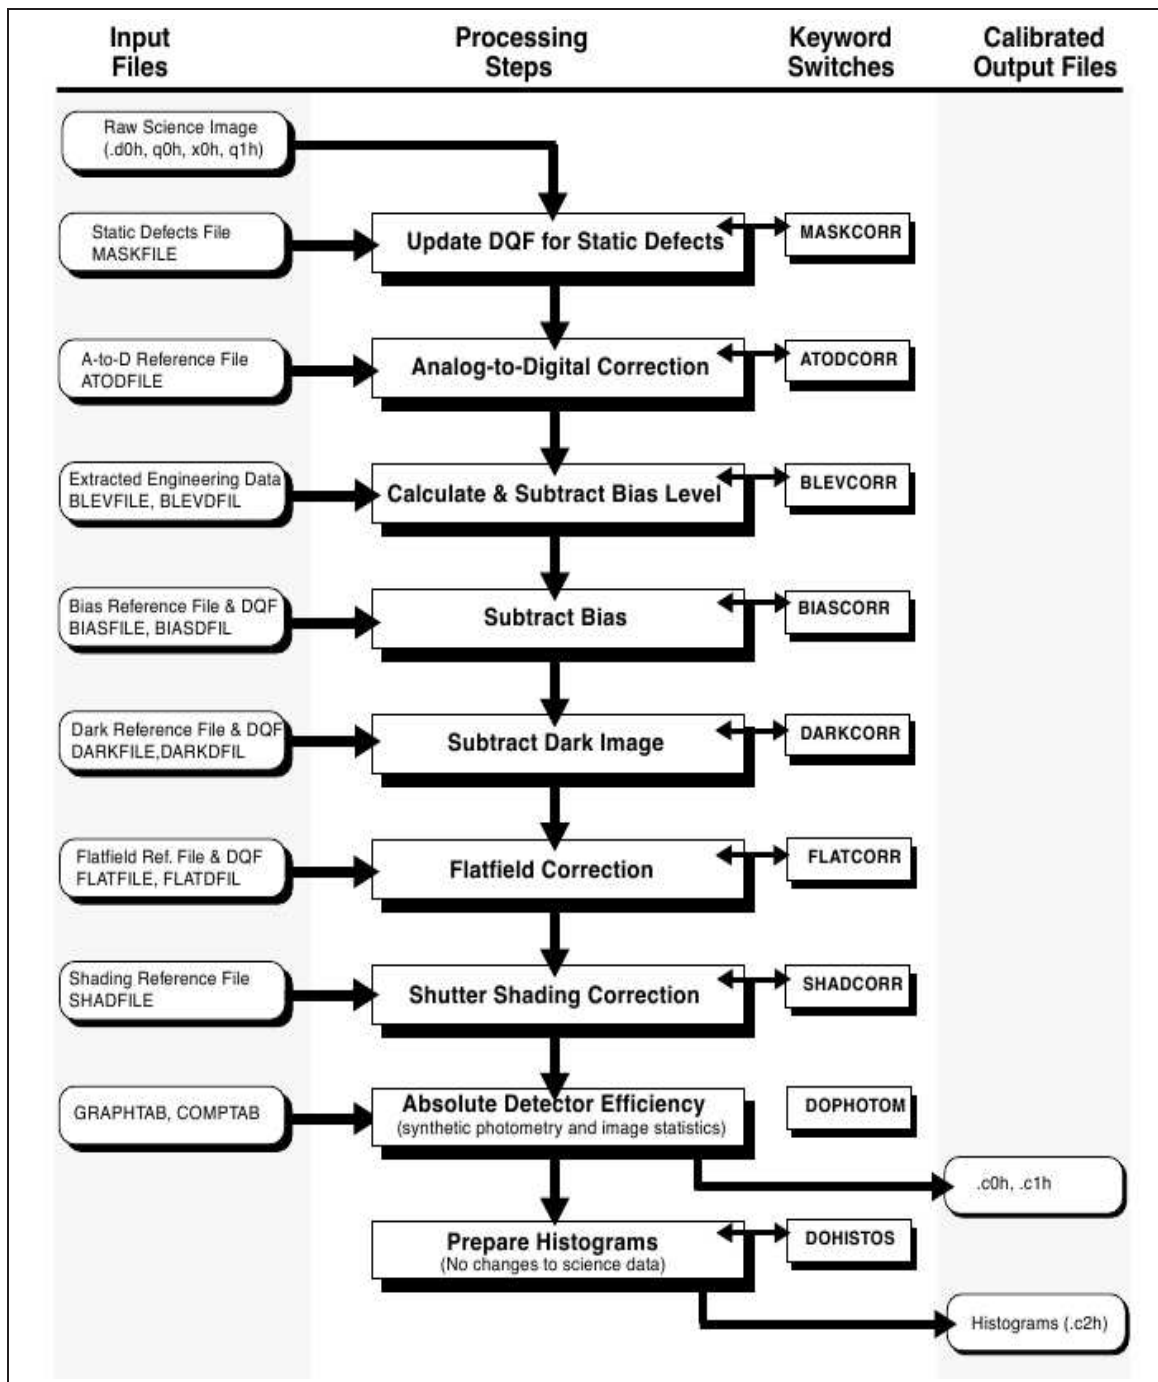 Input Files
Processing Steps
Keyword Switches
Calibrated Output Files
Raw Science Image
(.d0h, q0h, x0h, q1h)
Static Defects File
MASKFILE
Update DQF for Static Defects
MASKCORR
A-to-D Reference File
ATODFILE
Analog-to-Digital Correction
ATODCORR
Extracted Engineering Data
BLEVFILE, BLEVDFIL
Calculate & Subtract Bias Level
BLEVCORR
Bias Reference File & DQF
BIASFILE, BIASDFIL
Subtract Bias
BIASCORR
Dark Reference File & DQF
DARKFILE,DARKDFIL
Subtract Dark Image
DARKCORR
Flatfield Ref. File & DQF
FLATFILE, FLATDFIL
Flatfield Correction
FLATCORR
Shading Reference File
SHADFILE
Shutter Shading Correction
SHADCORR
GRAPHTAB, COMPTAB
Absolute Detector Efficiency
(synthetic photometry and image statistics)
DOPHOTOM
.c0h, .c1h
Prepare Histograms
(No changes to science data)
DOHISTOS
Histograms (.c2h)